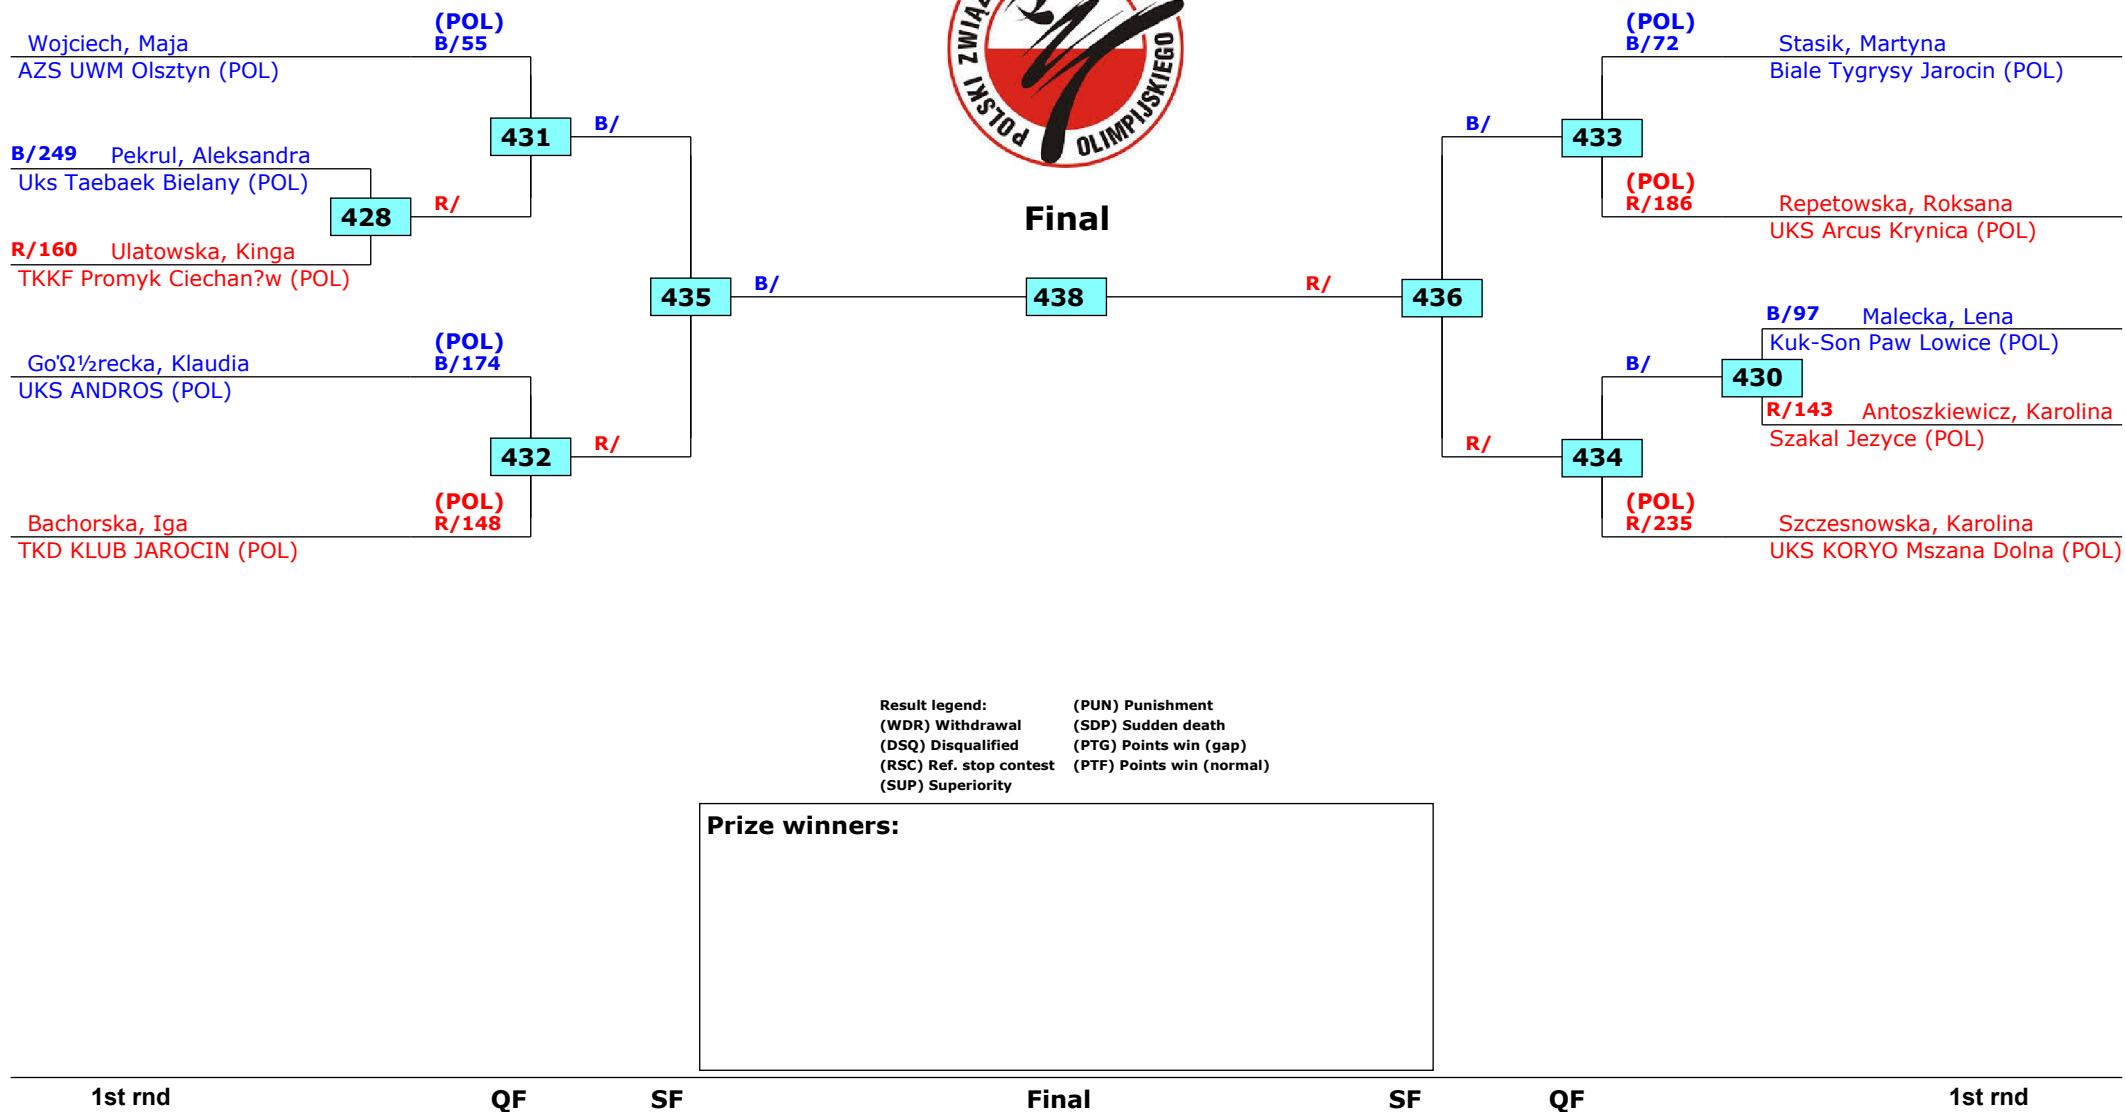 (POL)
B/55
Wojciech, Maja
AZS UWM Olsztyn (POL)
431
B/
B/249 Pekrul, Aleksandra
Uks Taebaek Bielany (POL)
428
R/
R/160 Ulatowska, Kinga
TKKF Promyk Ciechan?w (POL)
435
B/
(POL)
B/174
Go'Ω½recka, Klaudia
UKS ANDROS (POL)
432
R/
(POL)
R/148
Bachorska, Iga
TKD KLUB JAROCIN (POL)
POLSKI
OLIMPIJSKIEGO
Final
438
R/
436
(POL)
B/72
Stasik, Martyna
Biale Tygrysy Jarocin (POL)
B/
433
(POL)
R/186
Repetowska, Roksana
UKS Arcus Krynica (POL)
B/97 Malecka, Lena
Kuk-Son Paw Lowice (POL)
B/
430
R/143 Antoszkiewicz, Karolina
Szakal Jezyce (POL)
R/
434
(POL)
R/235
Szczesnowska, Karolina
UKS KORYO Mszana Dolna (POL)
Result legend: (PUN) Punishment
(WDR) Withdrawal (SDP) Sudden death
(DSQ) Disqualified (PTG) Points win (gap)
(RSC) Ref. stop contest (PTF) Points win (normal)
(SUP) Superiority
Prize winners:
1st rnd QF SF Final SF QF 1st rnd